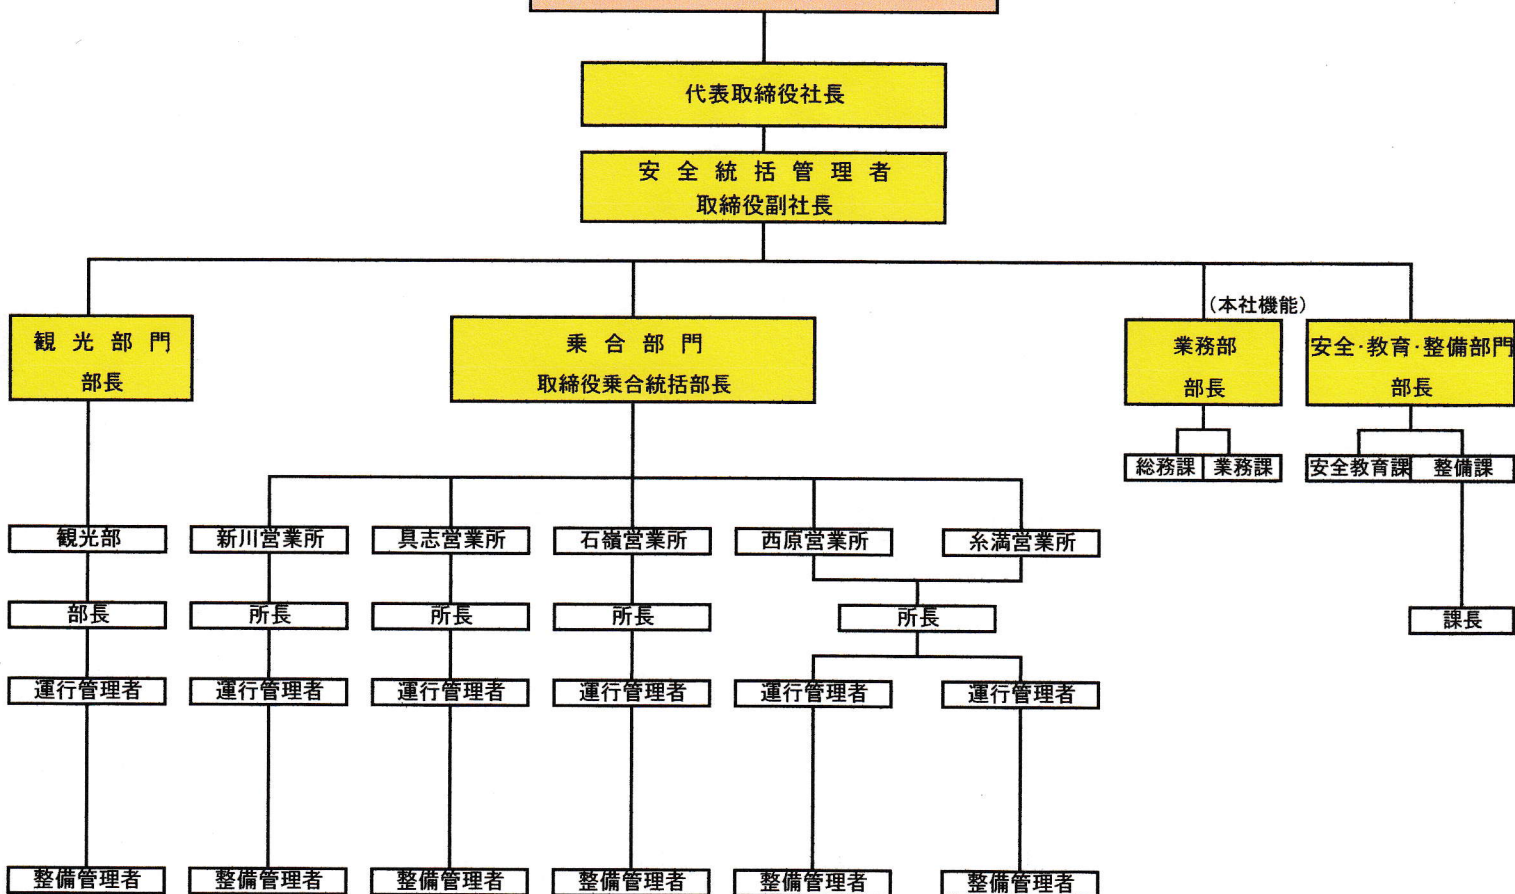 代表取締役社長
安全統括管理者
取締役副社長
(本社機能)
観光部門
部長
乗合部門
取締役乗合統括部長
業務部
部長
安全・教育・整備部門
部長
総務課
業務課
安全教育課
整備課
観光部
新川営業所
具志営業所
石嶺営業所
西原営業所
糸満営業所
部長
所長
所長
所長
所長
課長
運行管理者
運行管理者
運行管理者
運行管理者
運行管理者
運行管理者
整備管理者
整備管理者
整備管理者
整備管理者
整備管理者
整備管理者